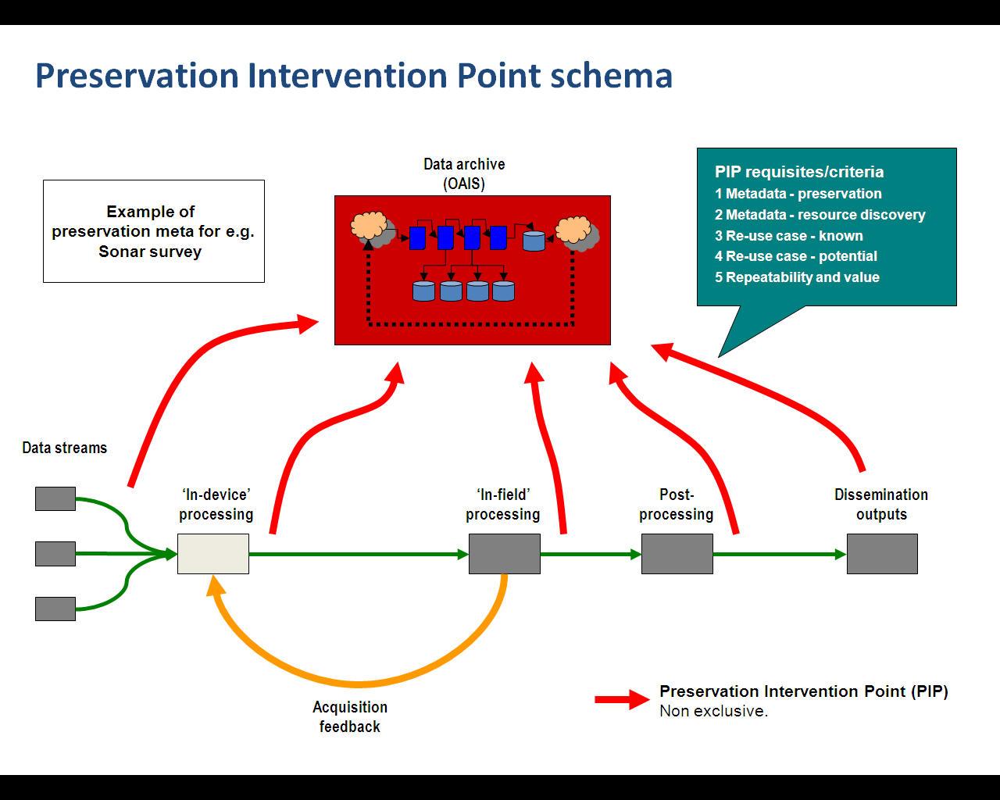 Preservation Intervention Point schema
Data archive
(OAIS)
Example of
preservation meta for e.g.
Sonar survey
PIP requisites/criteria
1 Metadata - preservation
2 Metadata - resource discovery
3 Re-use case - known
4 Re-use case - potential
5 Repeatability and value
Data streams
‘In-device’
processing
‘In-field’
processing
Post-
processing
Dissemination
outputs
Acquisition
feedback
Preservation Intervention Point (PIP)
Non exclusive.